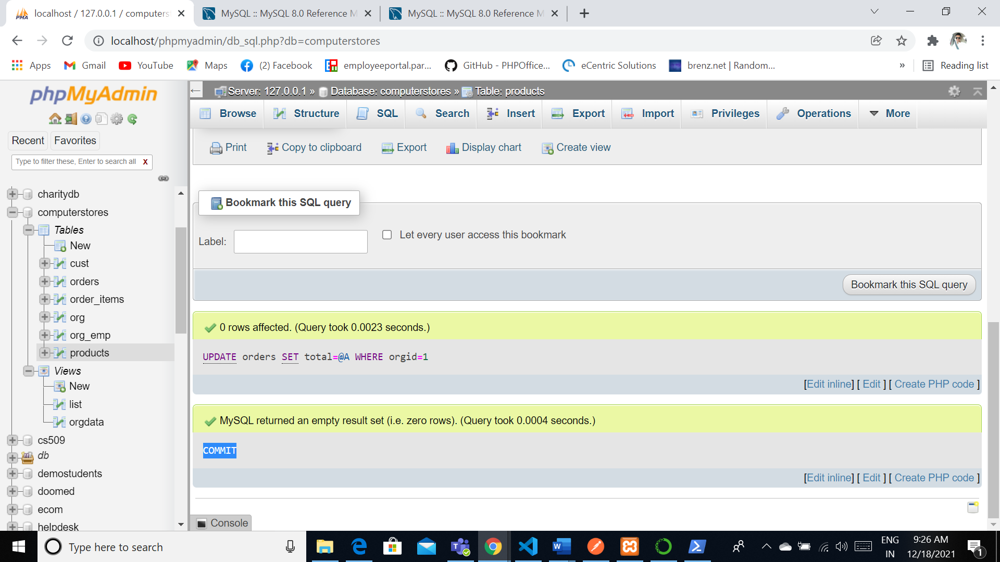 localhost / 127.0.0.1 / computerst
MySQL :: MySQL 8.0 Reference M
MySQL :: MySQL 8.0 Reference M
localhost/phpmyadmin/db_sql.php?db=computerstores
Apps
Gmail
YouTube
Maps
(2) Facebook
employeeportal.par...
GitHub - PHPOffice...
eCentric Solutions
brenz.net | Random...
»
Reading list
phpMyAdmin
Recent
Favorites
Type to filter these, Enter to search all
X
charitydb
computerstores
Tables
New
cust
orders
order_items
org
org_emp
products
Views
New
list
orgdata
cs509
db
demostudents
doomed
ecom
helpdesk
Server: 127.0.0.1 » Database: computerstores » Table: products
Browse
Structure
SQL
Search
Insert
Export
Import
Privileges
Operations
More
Print
Copy to clipboard
Export
Display chart
Create view
Bookmark this SQL query
Label:
Let every user access this bookmark
Bookmark this SQL query
0 rows affected. (Query took 0.0023 seconds.)
UPDATE orders SET total=@A WHERE orgid=1
[Edit inline] [ Edit ] [ Create PHP code ]
MySQL returned an empty result set (i.e. zero rows). (Query took 0.0004 seconds.)
COMMIT
[Edit inline] [ Edit ] [ Create PHP code ]
Console
Type here to search
ENG
IN
9:26 AM
12/18/2021
1